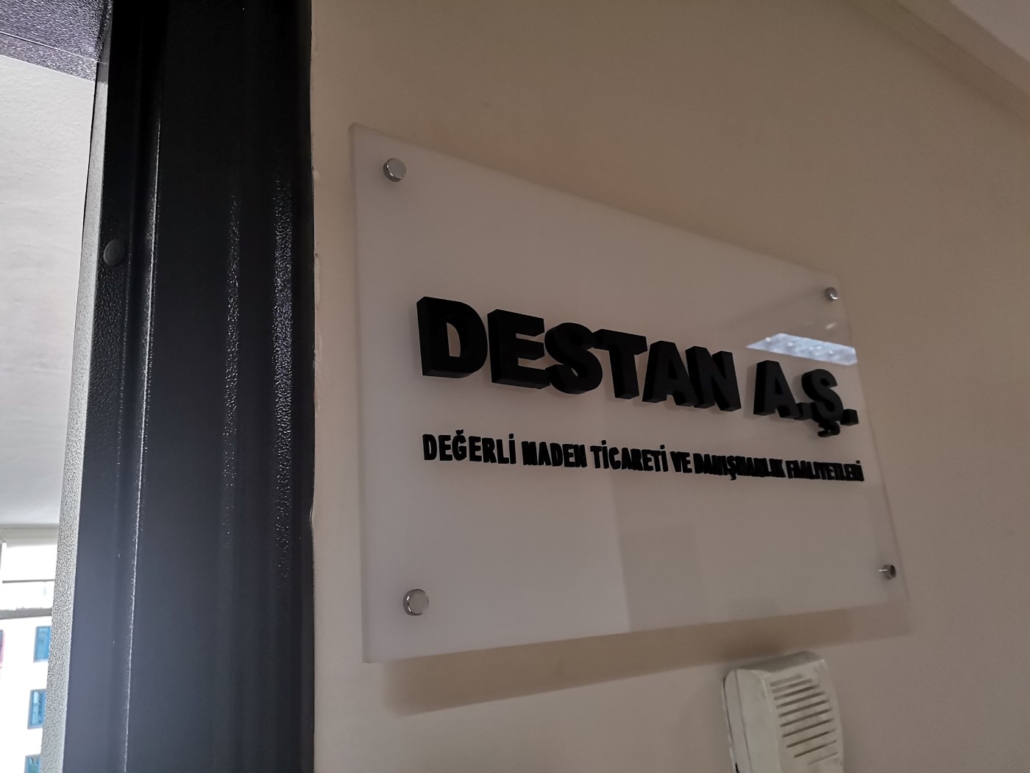 DESTAN A.Ş.
DEĞERLİ MADEN TİCARETİ VE DANIŞMANLIK FAALİYETLERİ